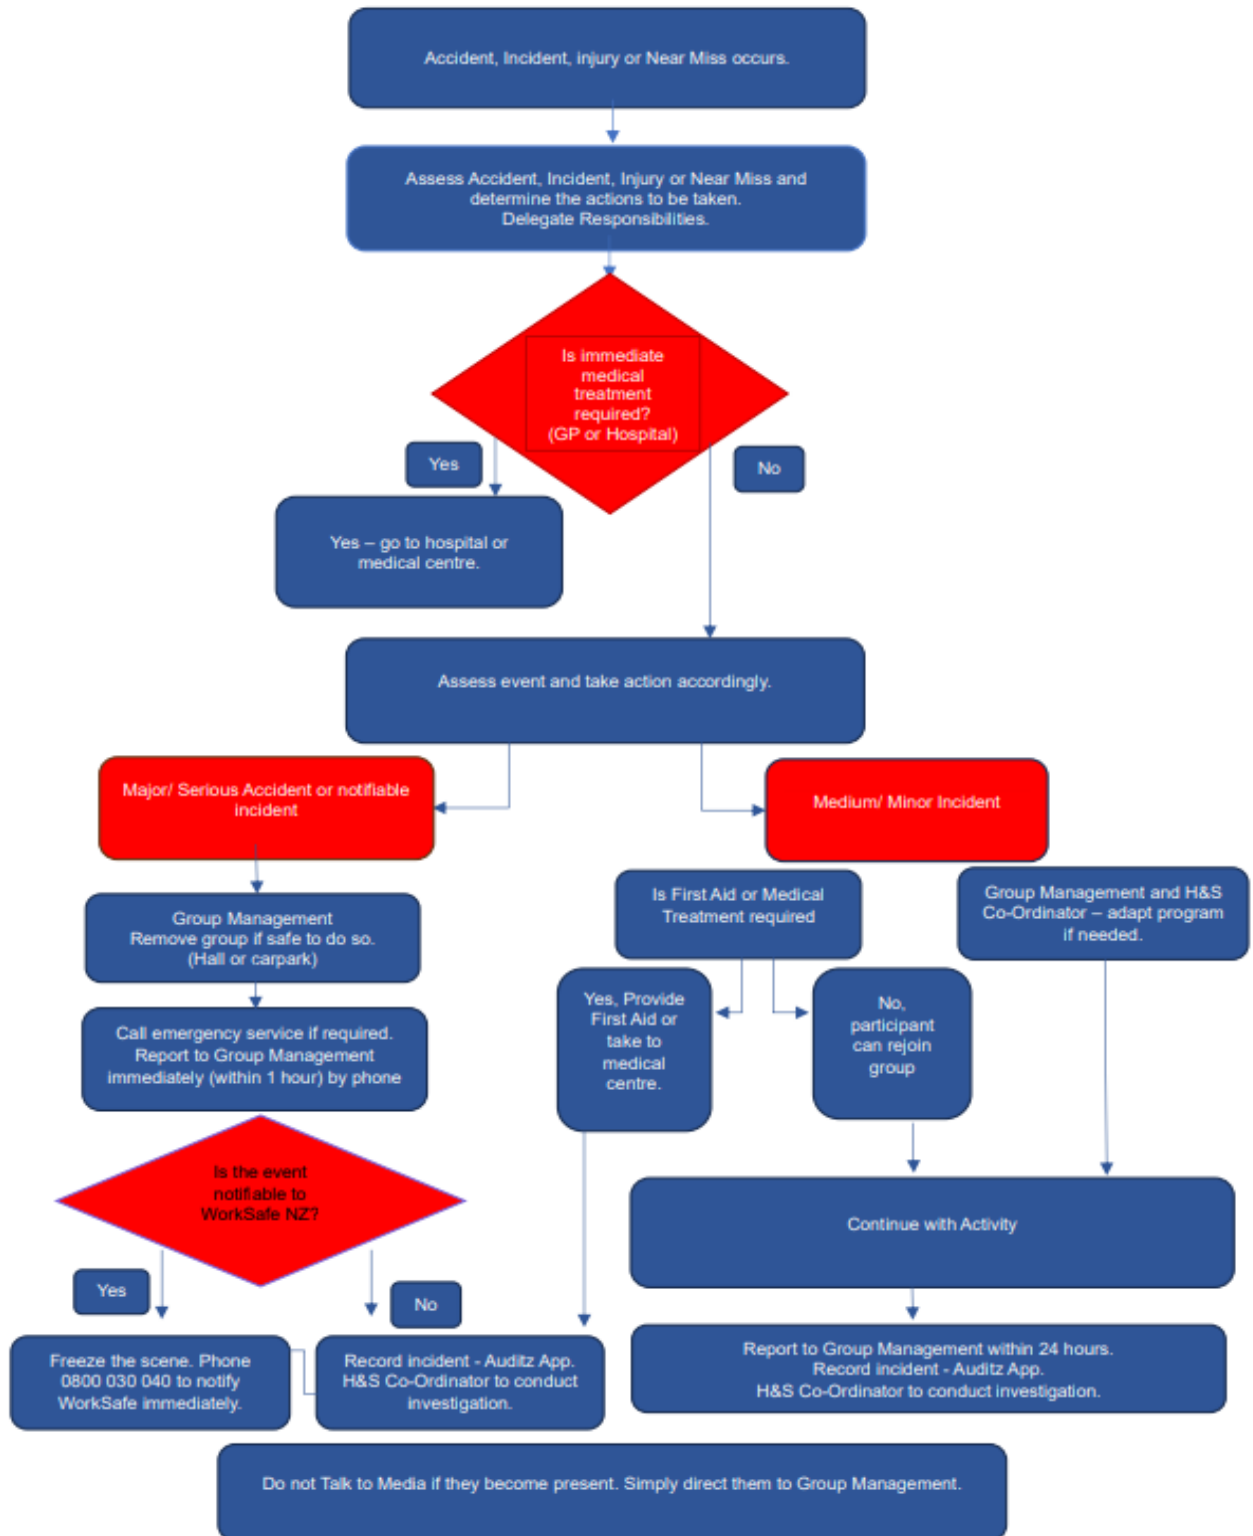 Accident, Incident, injury or Near Miss occurs.
Assess Accident, Incident, Injury or Near Miss and
determine the actions to be taken.
Delegate Responsibilities.
Is immediate
medical
treatment
required?
(GP or Hospital)
Yes
No
Yes – go to hospital or
medical centre.
Assess event and take action accordingly.
Major/ Serious Accident or notifiable
incident
Medium/ Minor Incident
Group Management
Remove group if safe to do so.
(Hall or carpark)
Is First Aid or Medical
Treatment required
Group Management and H&S
Co-Ordinator – adapt program
if needed.
Call emergency service if required.
Report to Group Management
immediately (within 1 hour) by phone
Yes, Provide
First Aid or
take to
medical
centre.
No,
participant
can rejoin
group
Is the event
notifiable to
WorkSafe NZ?
Continue with Activity
Yes
No
Freeze the scene. Phone
0800 030 040 to notify
WorkSafe immediately.
Record incident - Auditz App.
H&S Co-Ordinator to conduct
investigation.
Report to Group Management within 24 hours.
Record incident - Auditz App.
H&S Co-Ordinator to conduct investigation.
Do not Talk to Media if they become present. Simply direct them to Group Management.